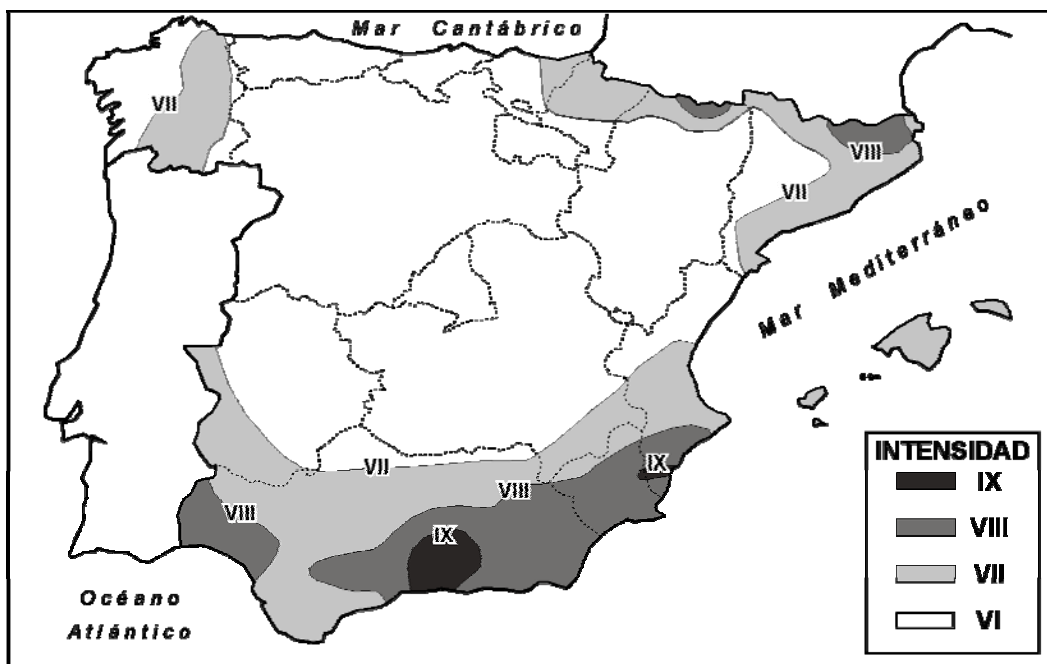 Mar Cantábrico
VII
VIII
VII
Mar Mediterráneo
IX
VII
VIII
VIII
IX
Océano
Atlántico
INTENSIDAD
IX
VIII
VII
VI